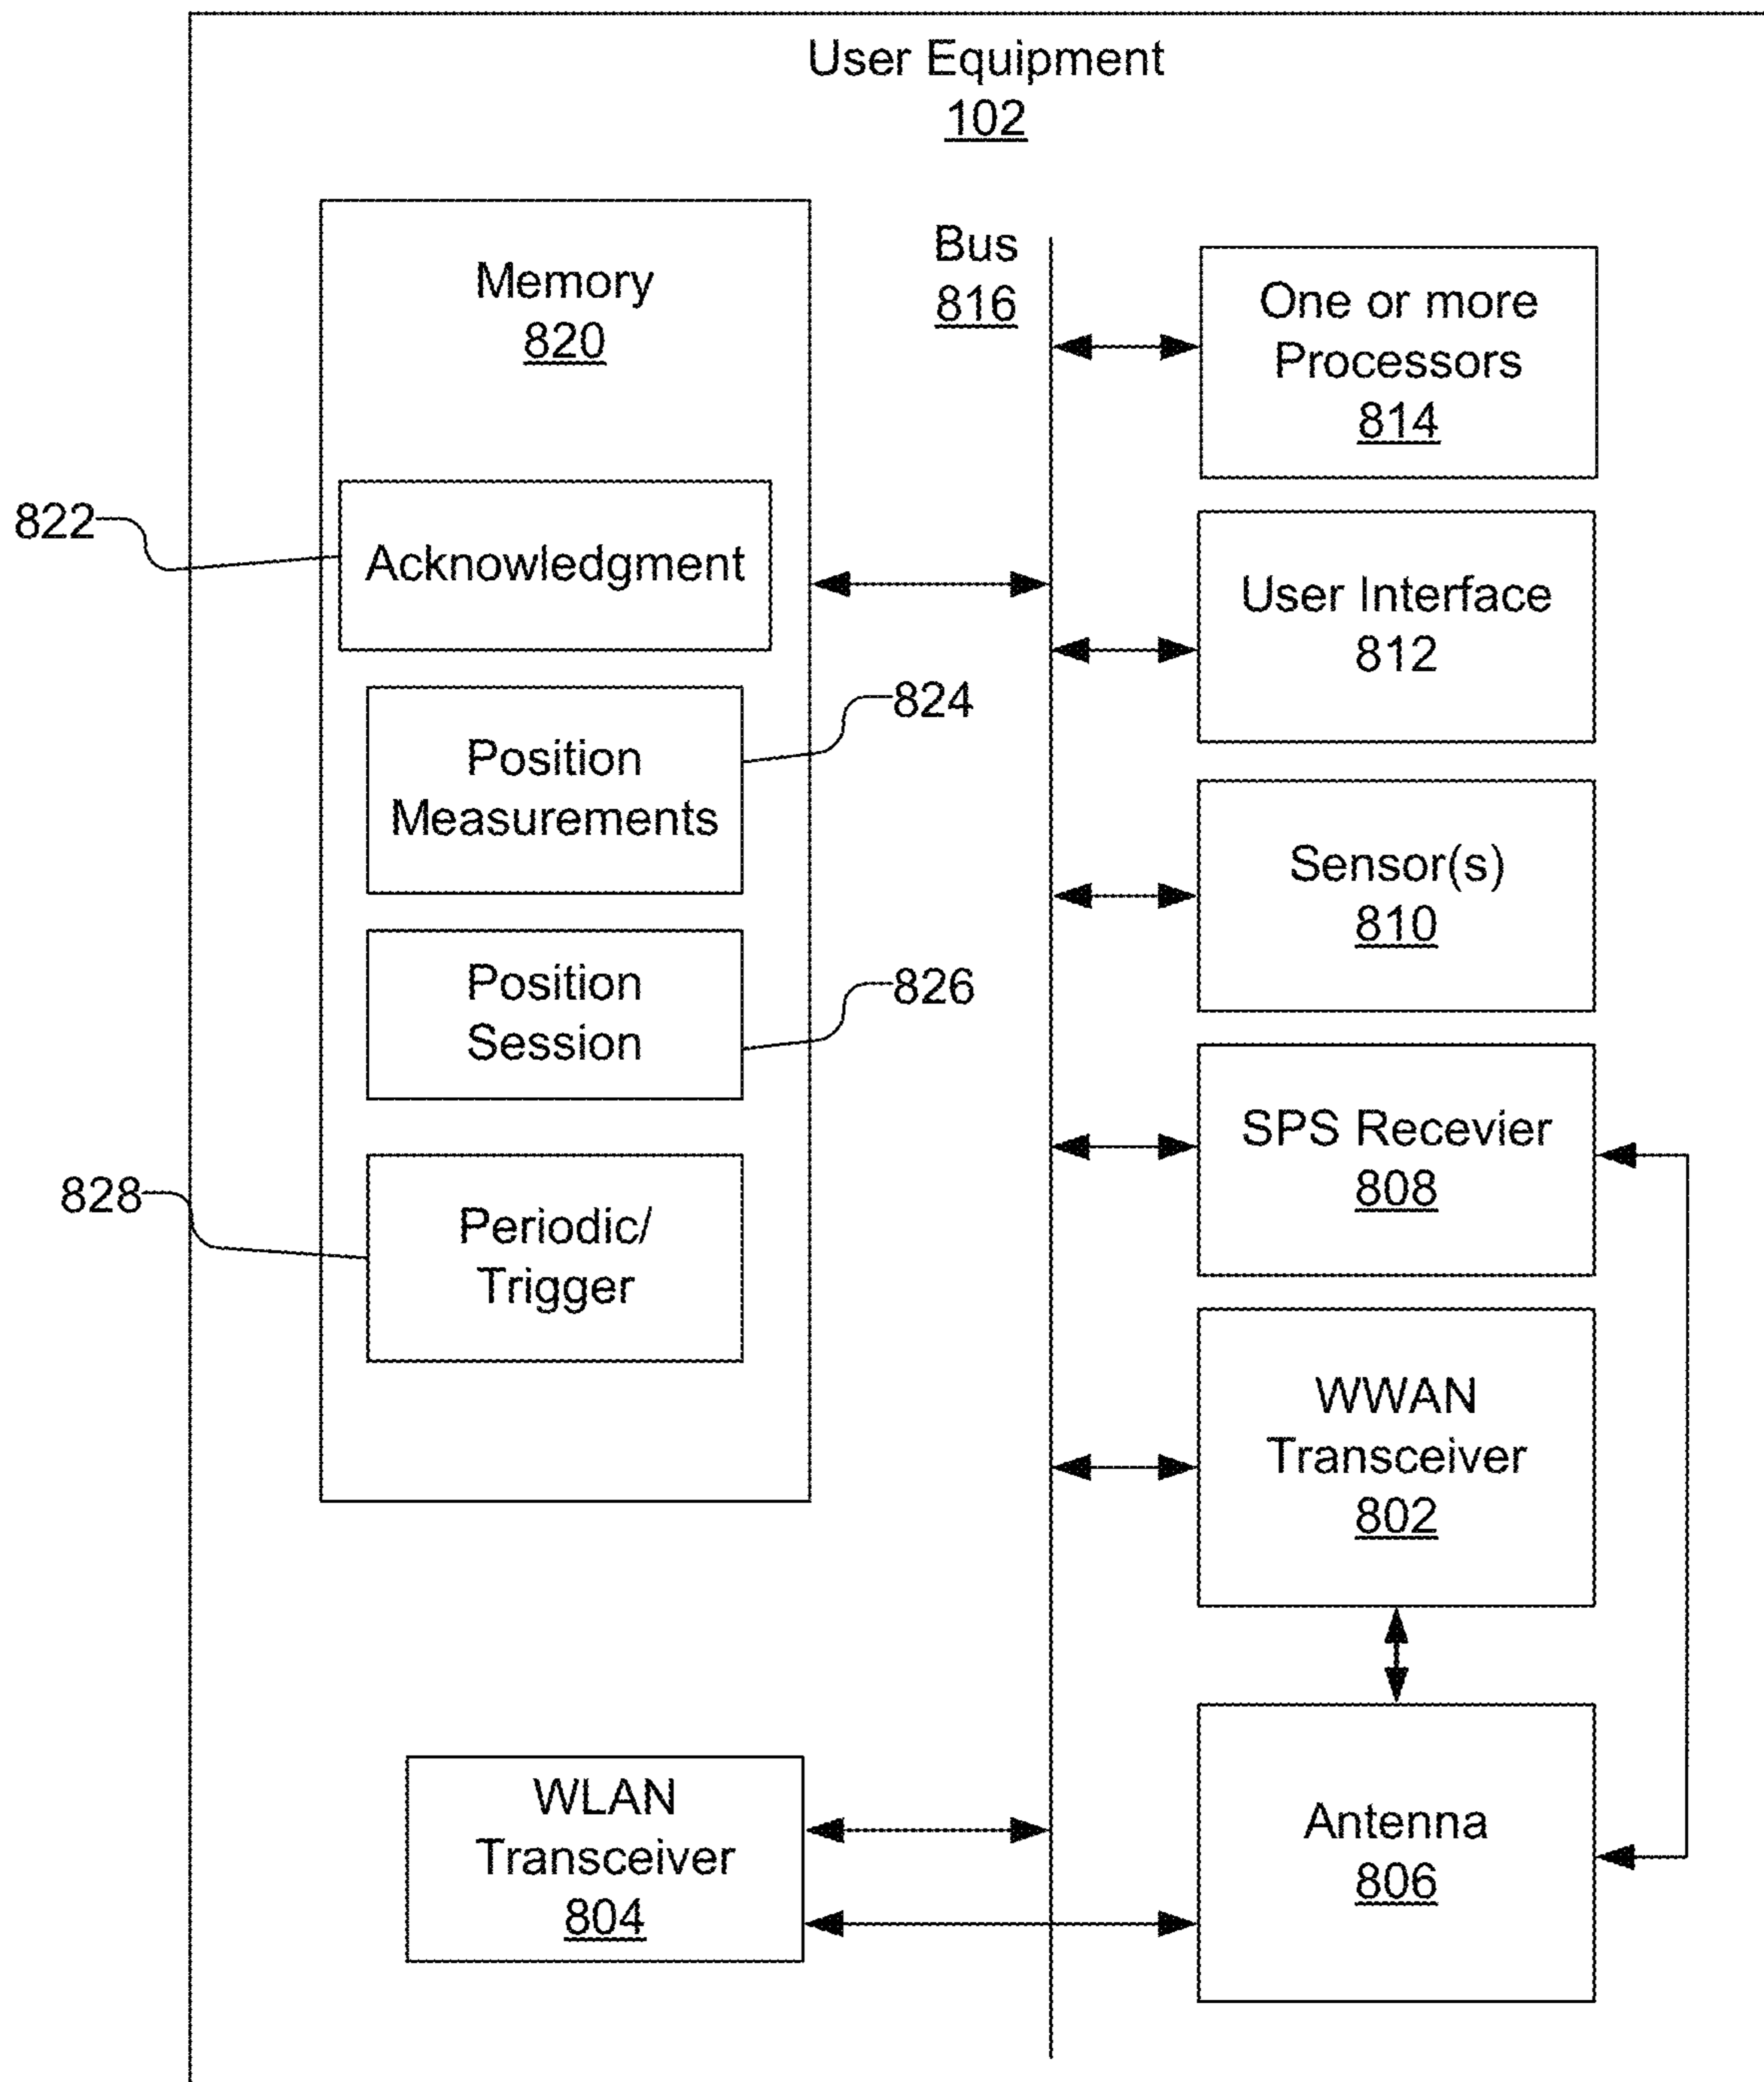 User Equipment
102
Memory
820
822
Acknowledgment
Position
Measurements
824
Position
Session
826
828
Periodic/
Trigger
Bus
816
One or more
Processors
814
User Interface
812
Sensor(s)
810
SPS Recevier
808
WWAN
Transceiver
802
WLAN
Transceiver
804
Antenna
806